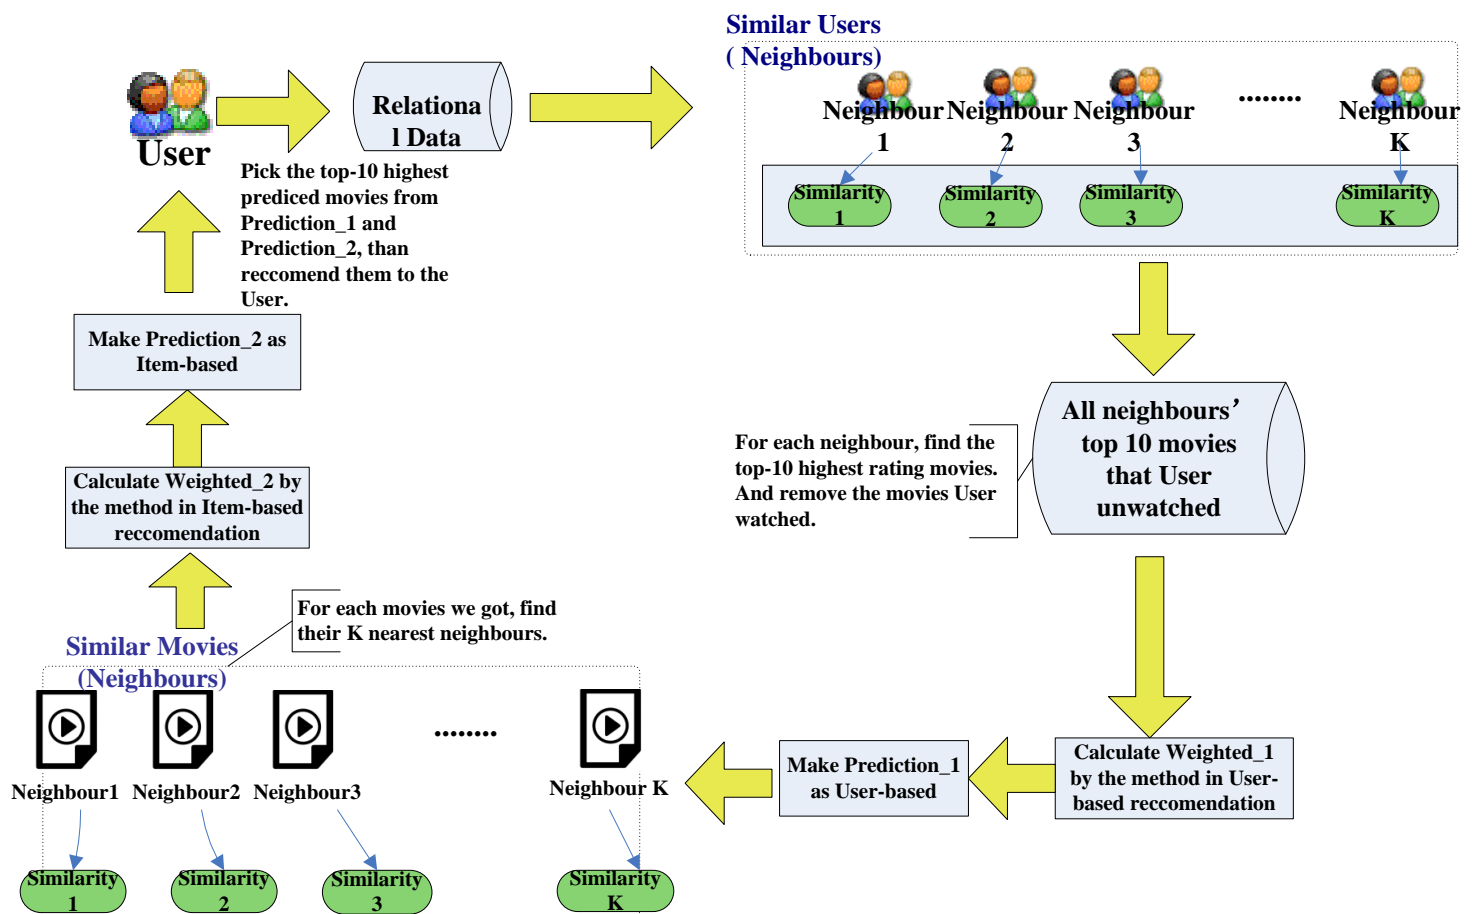 Similar Users
( Neighbours)
User
Relationa
l Data
Neighbour
1
Neighbour
2
Neighbour
3
........
Neighbour
K
Similarity
1
Similarity
2
Similarity
3
Similarity
K
Pick the top-10 highest
prediced movies from
Prediction_1 and
Prediction_2, than
reccomend them to the
User.
Make Prediction_2 as
Item-based
Calculate Weighted_2 by
the method in Item-based
reccomendation
For each neighbour, find the
top-10 highest rating movies.
And remove the movies User
watched.
All neighbours’
top 10 movies
that User
unwatched
For each movies we got, find
their K nearest neighbours.
Similar Movies
(Neighbours)
........
Neighbour1
Neighbour2
Neighbour3
Neighbour K
Make Prediction_1
as User-based
Calculate Weighted_1
by the method in User-
based reccomendation
Similarity
1
Similarity
2
Similarity
3
Similarity
K